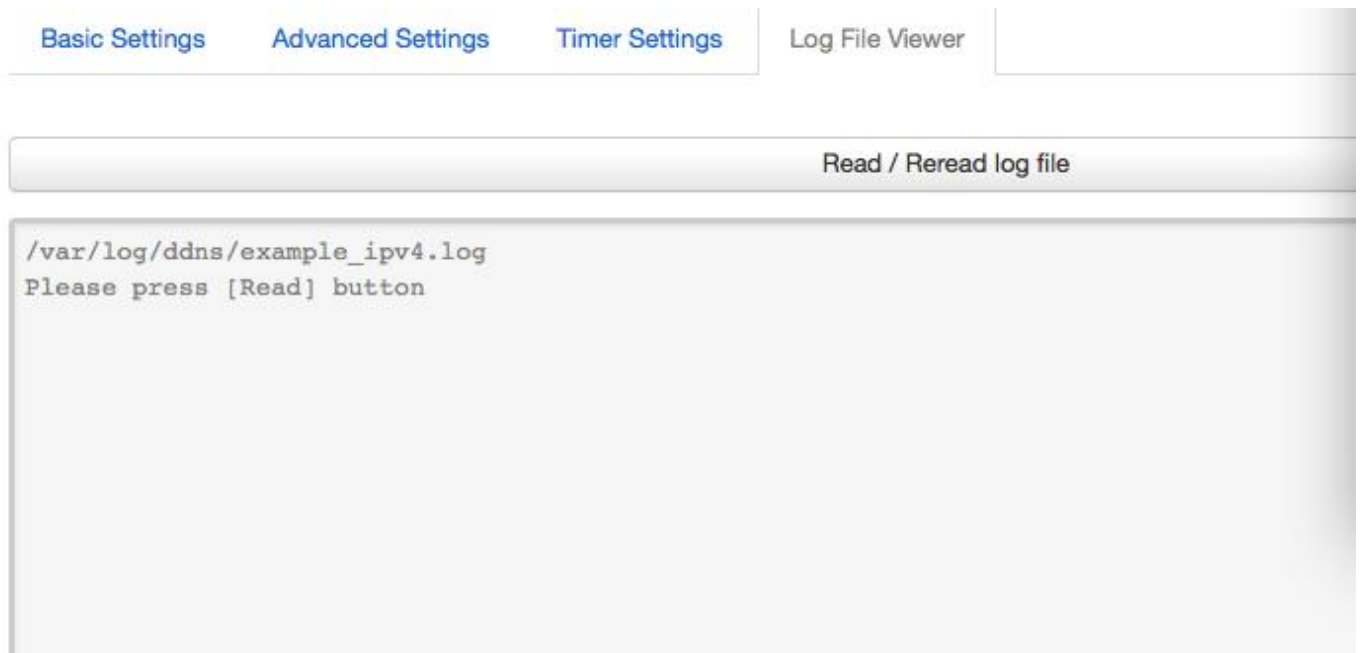 Basic Settings Advanced Settings Timer Settings Log File Viewer
Read / Reread log file
/var/log/ddns/example_ipv4.log
Please press [Read] button